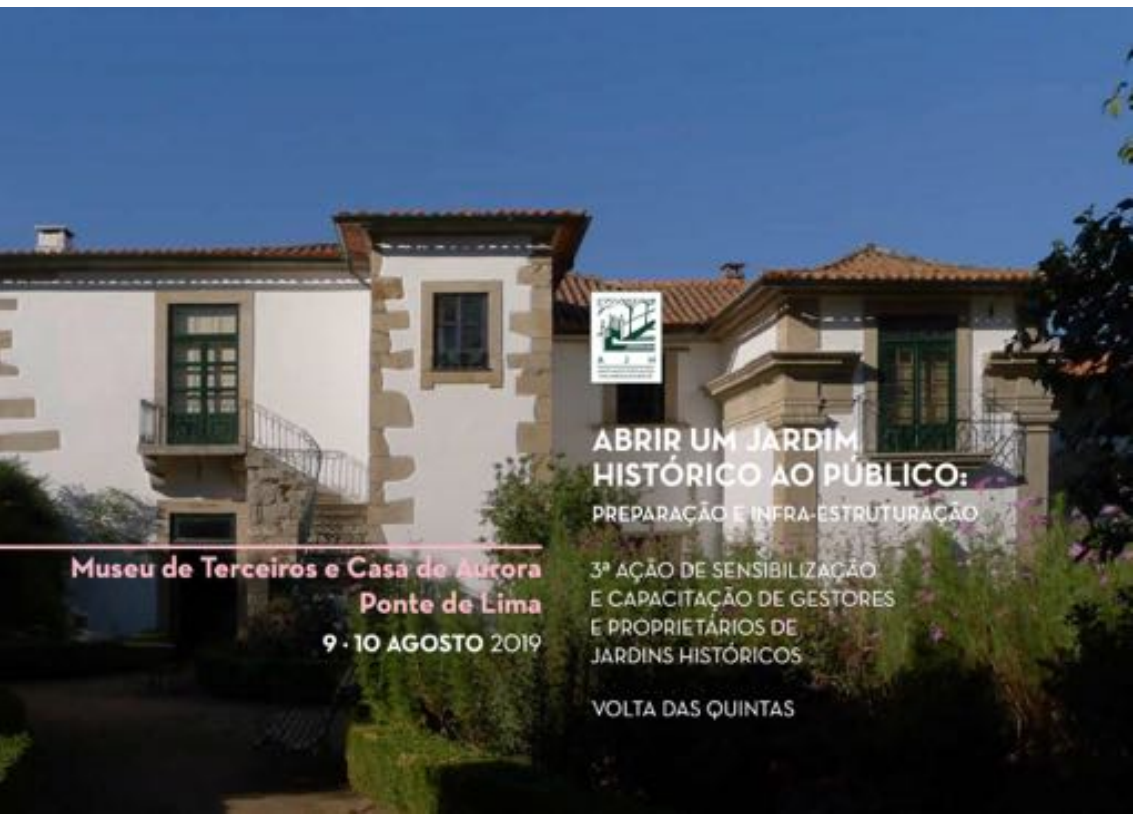 A J H
ABRIR UM JARDIM
HISTÓRICO AO PÚBLICO:
PREPARAÇÃO E INFRA-ESTRUTURAÇÃO
Museu de Terceiros e Casa de Aurora
Ponte de Lima
9 · 10 AGOSTO 2019
3ª AÇÃO DE SENSIBILIZAÇÃO
E CAPACITAÇÃO DE GESTORES
E PROPRIETÁRIOS DE
JARDINS HISTÓRICOS
VOLTA DAS QUINTAS